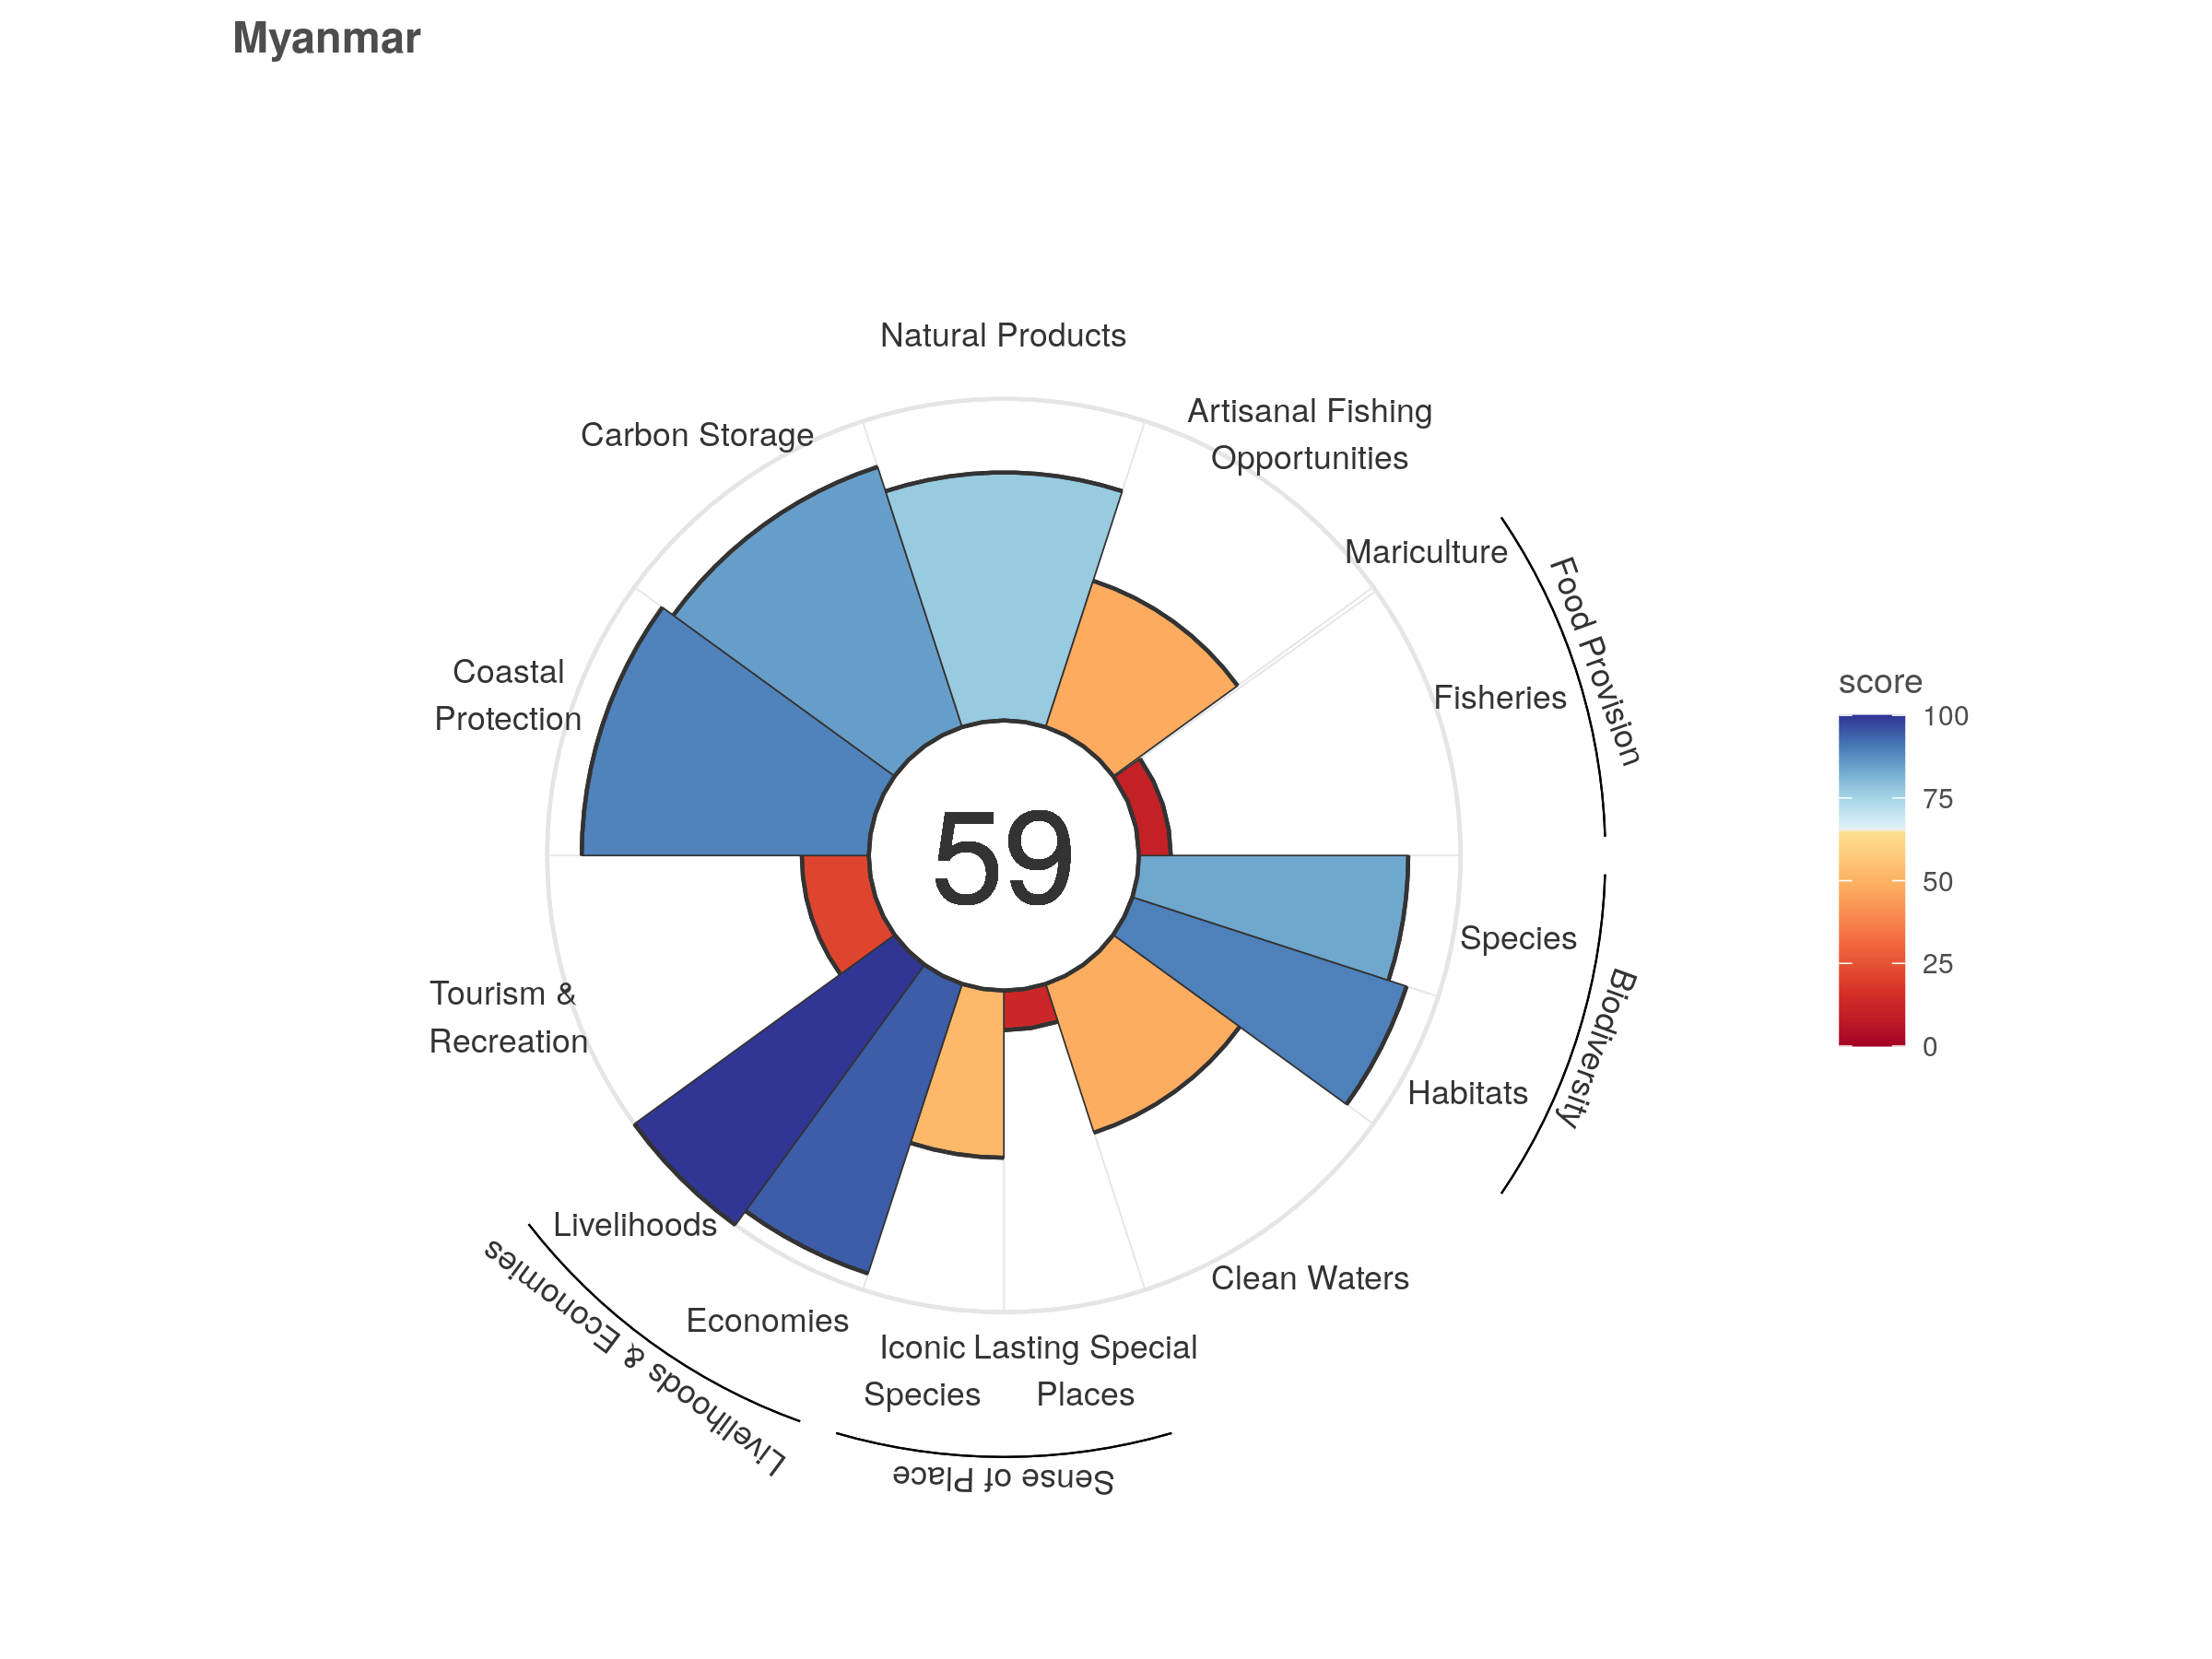 Myanmar
Natural Products
Artisanal Fishing
Opportunities
Carbon Storage
Mariculture
Food Provision
Fisheries
Coastal
Protection
59
Species
Biodiversity
Habitats
Tourism &
Recreation
Livelihoods
Clean Waters
Economies
Livelihoods & Economies
Iconic
Species
Lasting Special
Places
Sense of Place
score
100
75
50
25
0